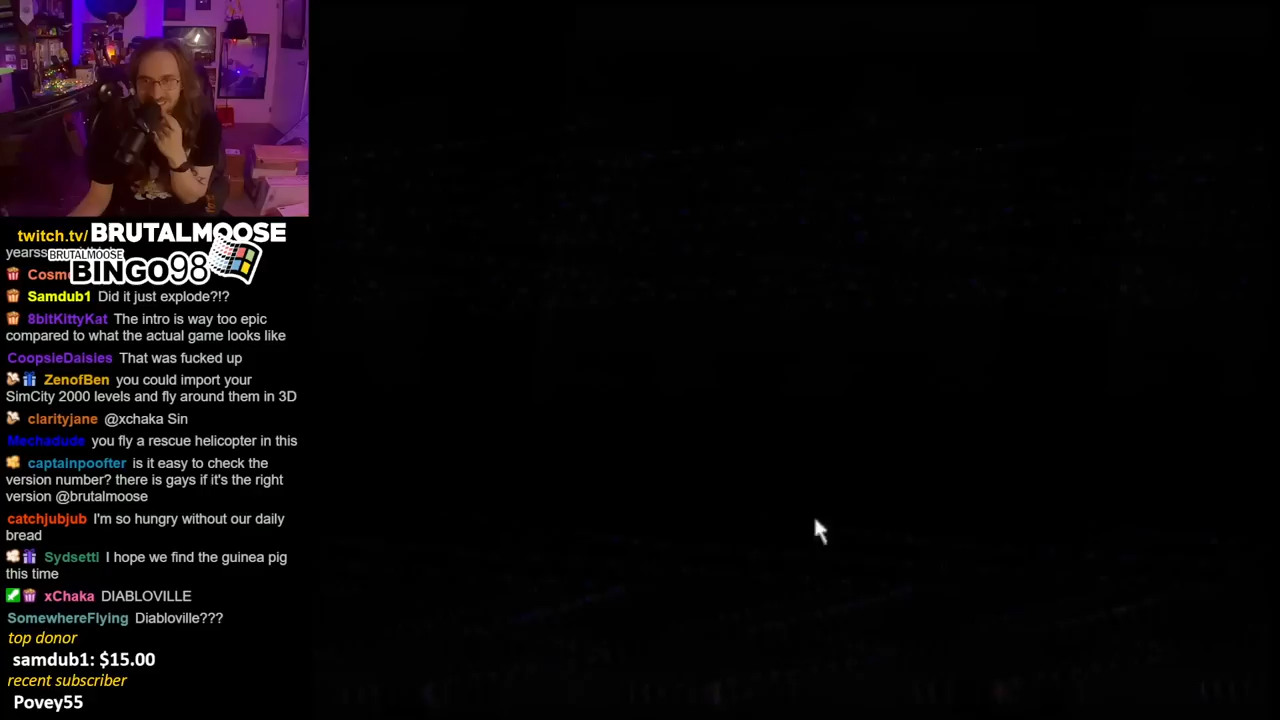 twitch.tv/BRUTALMOOSE
BRUTALMOOSE
BINGO98
Samdub1 Did it just explode?!?
8bitKittyKat The intro is way too epic
compared to what the actual game looks like
CoopsieDaisies That was fucked up
ZenofBen you could import your
SimCity 2000 levels and fly around them in 3D
clarityjane @xchaka Sin
Mechadude you fly a rescue helicopter in this
captainpoofter is it easy to check the
version number? there is gays if it's the right
version @brutalmoose
catchjubjub I'm so hungry without our daily
bread
Sydsetti I hope we find the guinea pig
this time
xChaka DIABLOVILLE
SomewhereFlying Diabloville???
top donor
samdub1: $15.00
recent subscriber
Povey55